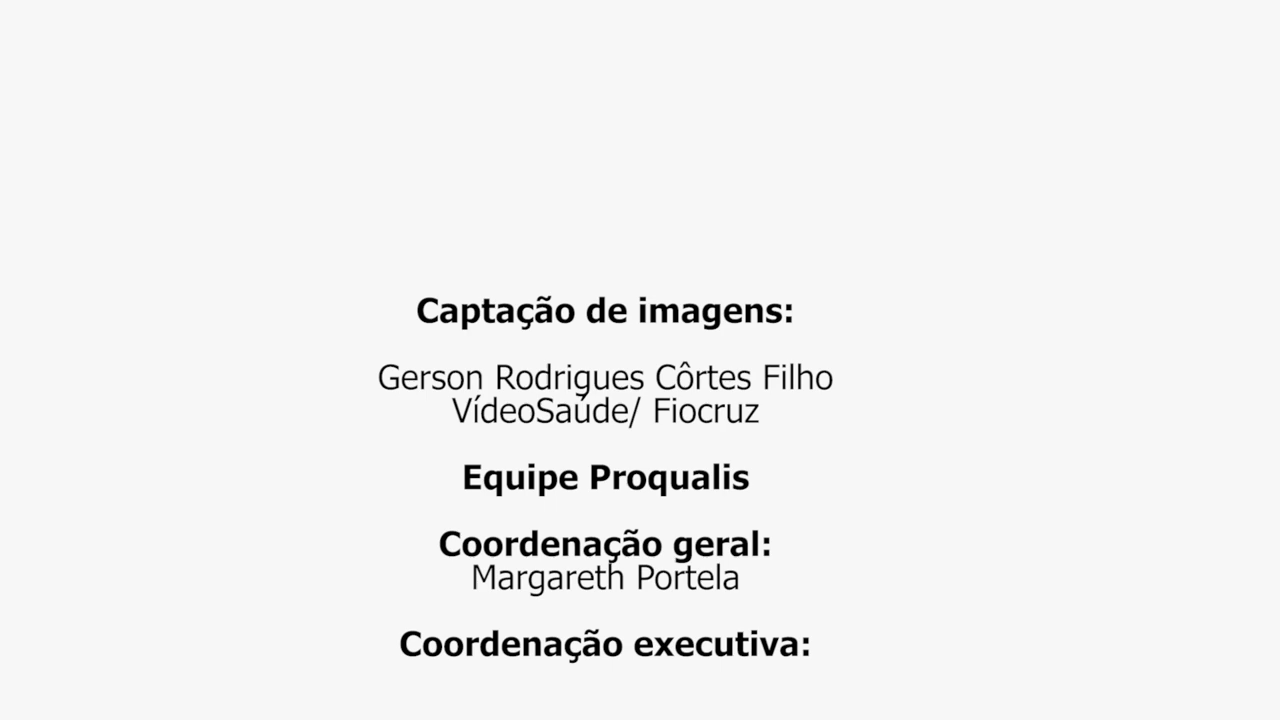 Captação de imagens:
Gerson Rodrigues Côrtes Filho
VídeoSaúde/ Fiocruz
Equipe Proqualis
Coordenação geral:
Margareth Portela
Coordenação executiva: